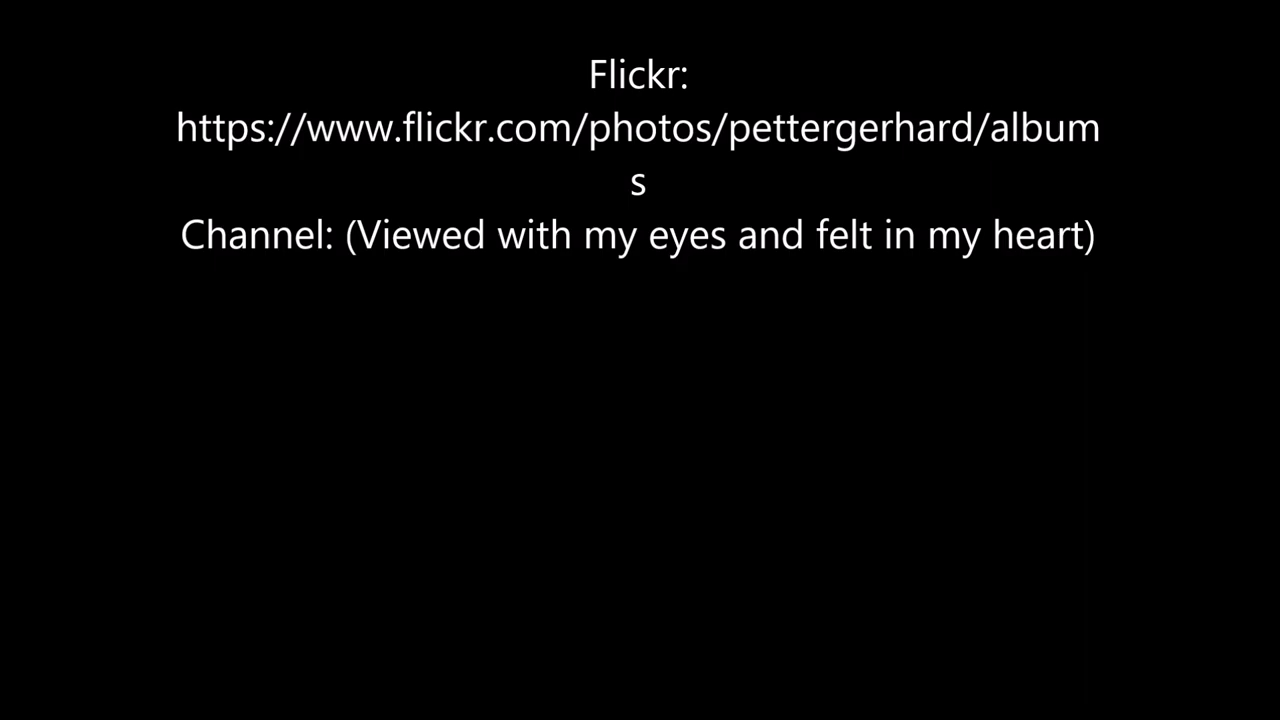 Flickr:
https://www.flickr.com/photos/pettergerhard/album
s
Channel: (Viewed with my eyes and felt in my heart)